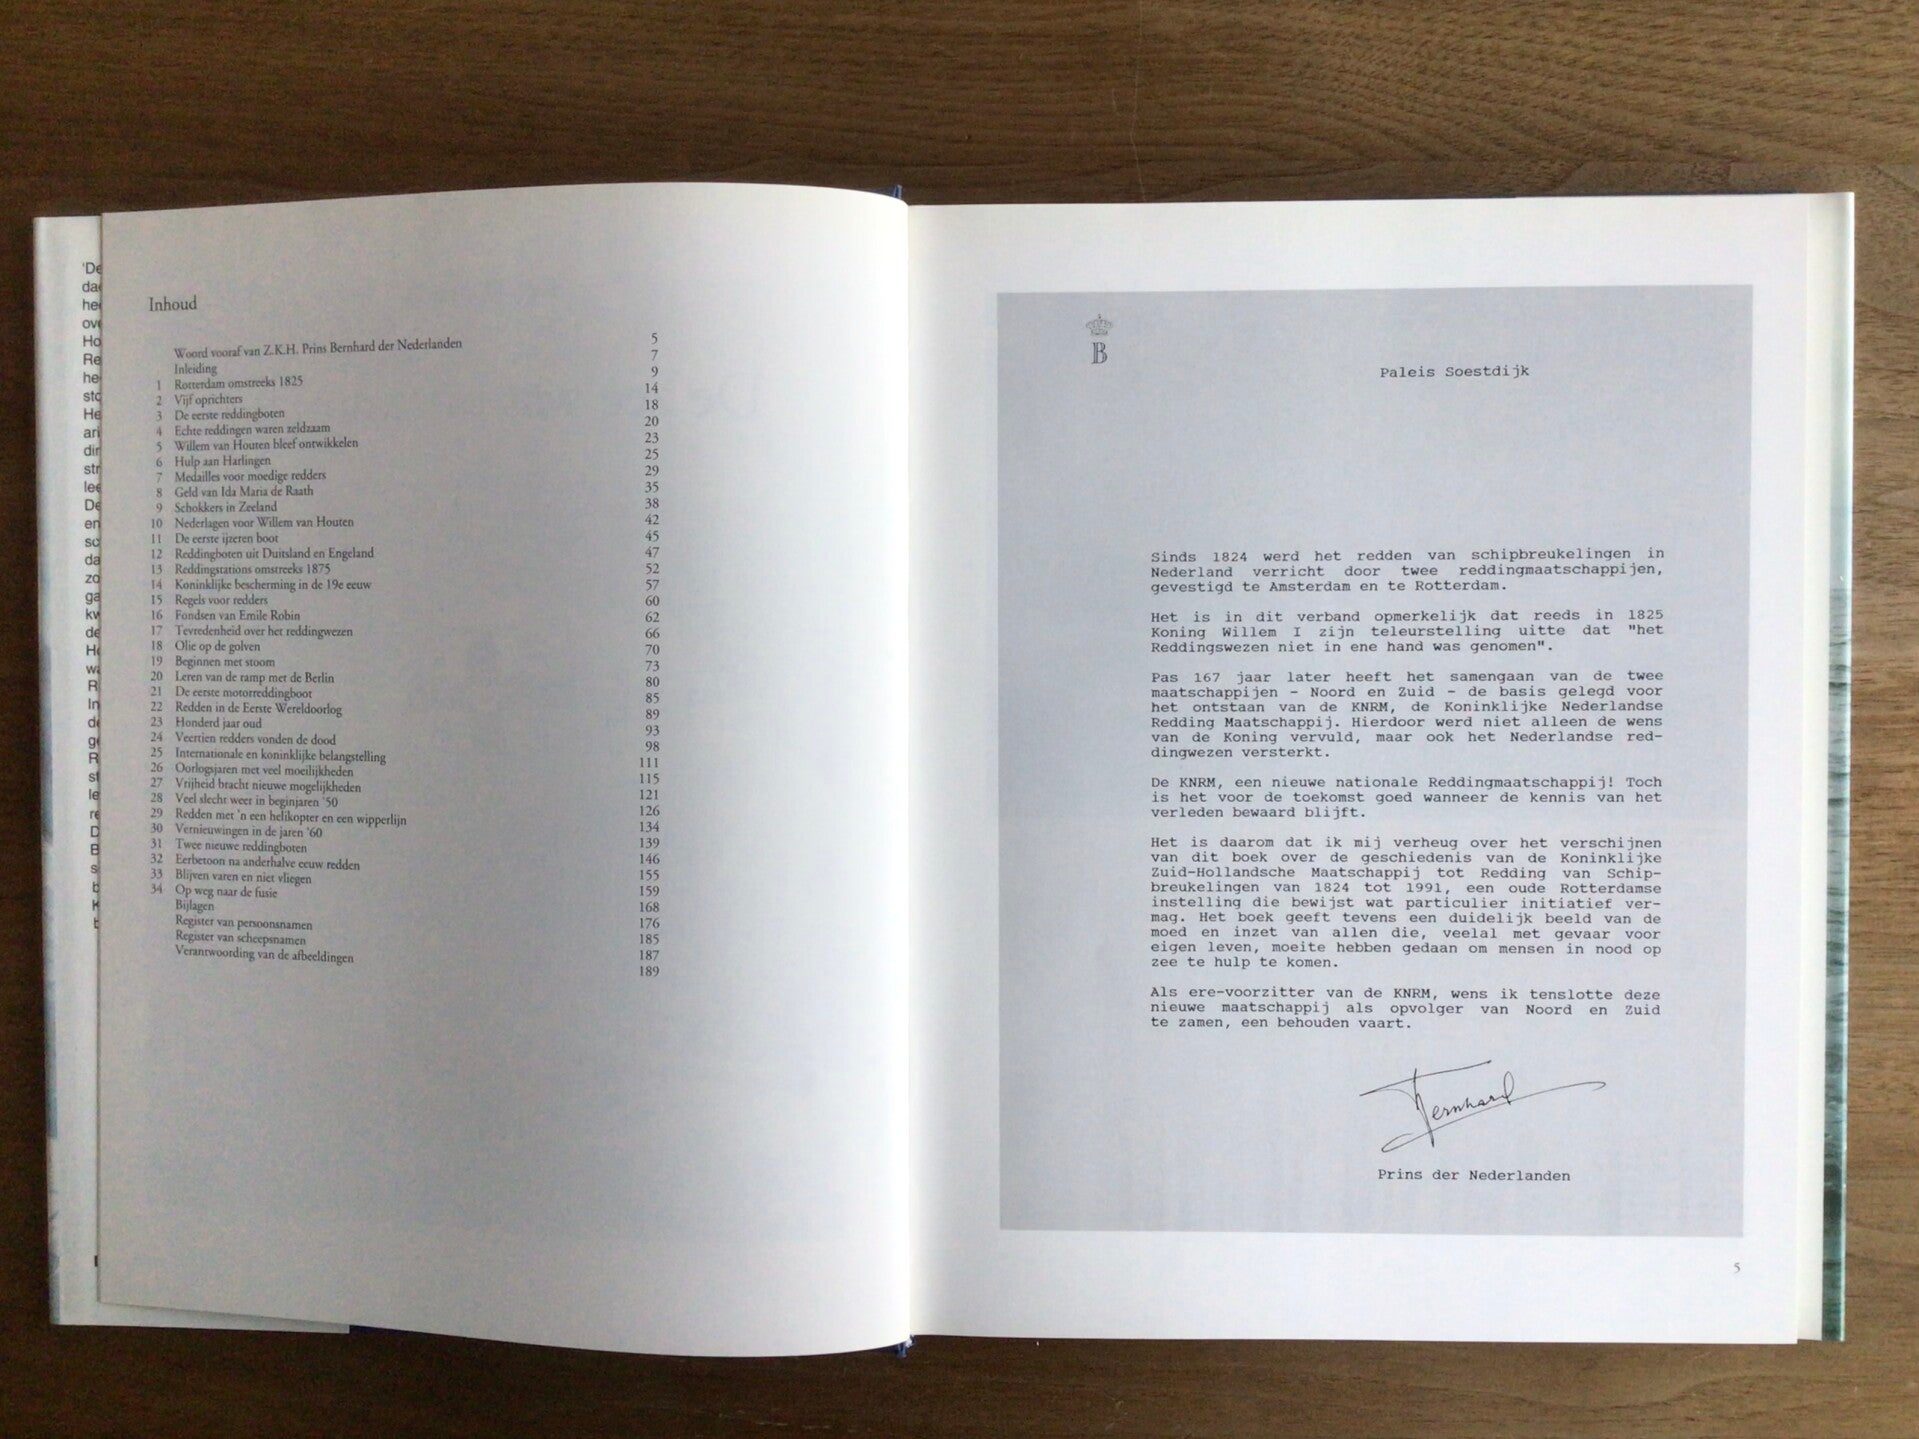 Inhoud
Woord vooraf van Z.K.H. Prins Bernhard der Nederlanden 5
Inleiding 7
1 Rotterdam omstreeks 1825 9
2 Vijf oprichters 14
3 De eerste reddingboten 18
4 Echte reddingen waren zeldzaam 20
5 Willem van Houten bleef ontwikkelen 23
6 Hulp aan Harlingen 25
7 Medailles voor moedige redders 29
8 Geld van Ida Maria de Raath 35
9 Schokkers in Zeeland 38
10 Nederlagen voor Willem van Houten 42
11 De eerste ijzeren boot 45
12 Reddingboten uit Duitsland en Engeland 47
13 Reddingstations omstreeks 1875 52
14 Koninklijke bescherming in de 19e eeuw 57
15 Regels voor redders 60
16 Fondsen van Emile Robin 62
17 Tevredenheid over het reddingwezen 66
18 Olie op de golven 70
19 Beginnen met stoom 73
20 Leren van de ramp met de Berlin 80
21 De eerste motorreddingboot 85
22 Redden in de Eerste Wereldoorlog 89
23 Honderd jaar oud 93
24 Veertien redders vonden de dood 98
25 Internationale en koninklijke belangstelling 111
26 Oorlogsjaren met veel moeilijkheden 115
27 Vrijheid bracht nieuwe mogelijkheden 121
28 Veel slecht weer in beginjaren '50 126
29 Redden met 'n een helikopter en een wipperlijn 134
30 Vernieuwingen in de jaren '60 139
31 Twee nieuwe reddingboten 146
32 Eerbetoon na anderhalve eeuw redden 155
33 Blijven varen en niet vliegen 159
34 Op weg naar de fusie 168
Bijlagen 176
Register van persoonsnamen 185
Register van scheepsnamen 187
Verantwoording van de afbeeldingen 189
B
Paleis Soestdijk
Sinds 1824 werd het redden van schipbreukelingen in
Nederland verricht door twee reddingmaatschappijen,
gevestigd te Amsterdam en te Rotterdam.
Het is in dit verband opmerkelijk dat reeds in 1825
Koning Willem I zijn teleurstelling uitte dat "het
Reddingswezen niet in ene hand was genomen".
Pas 167 jaar later heeft het samengaan van de twee
maatschappijen - Noord en Zuid - de basis gelegd voor
het ontstaan van de KNRM, de Koninklijke Nederlandse
Redding Maatschappij. Hierdoor werd niet alleen de wens
van de Koning vervuld, maar ook het Nederlandse red-
dingwezen versterkt.
De KNRM, een nieuwe nationale Reddingmaatschappij! Toch
is het voor de toekomst goed wanneer de kennis van het
verleden bewaard blijft.
Het is daarom dat ik mij verheug over het verschijnen
van dit boek over de geschiedenis van de Koninklijke
Zuid-Hollandsche Maatschappij tot Redding van Schip-
breukelingen van 1824 tot 1991, een oude Rotterdamse
instelling die bewijst wat particulier initiatief ver-
mag. Het boek geeft tevens een duidelijk beeld van de
moed en inzet van allen die, veelal met gevaar voor
eigen leven, moeite hebben gedaan om mensen in nood op
zee te hulp te komen.
Als ere-voorzitter van de KNRM, wens ik tenslotte deze
nieuwe maatschappij als opvolger van Noord en Zuid
te zamen, een behouden vaart.
Bernhard
Prins der Nederlanden
5